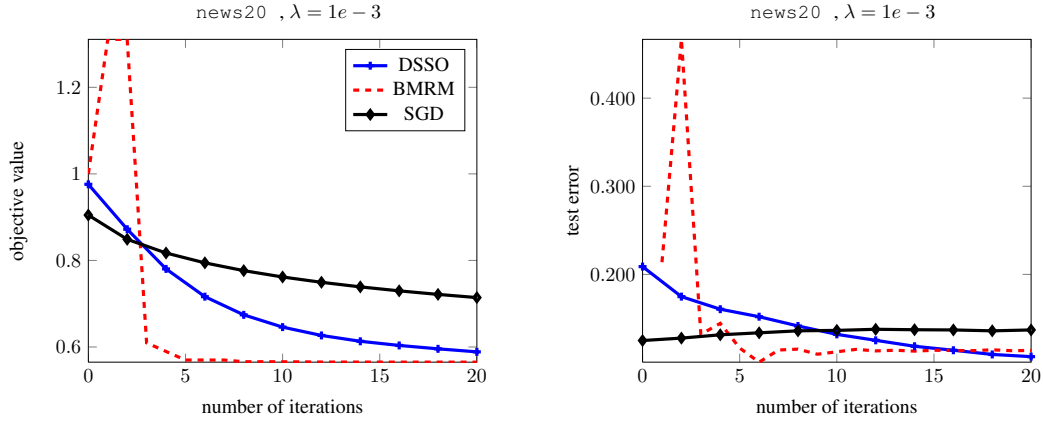 news20 , λ = 1e − 3
1.2
1
0.8
0.6
objective value
DSSO
BMRM
SGD
0 5 10 15 20
number of iterations
news20 , λ = 1e − 3
0.400
0.300
0.200
test error
0 5 10 15 20
number of iterations